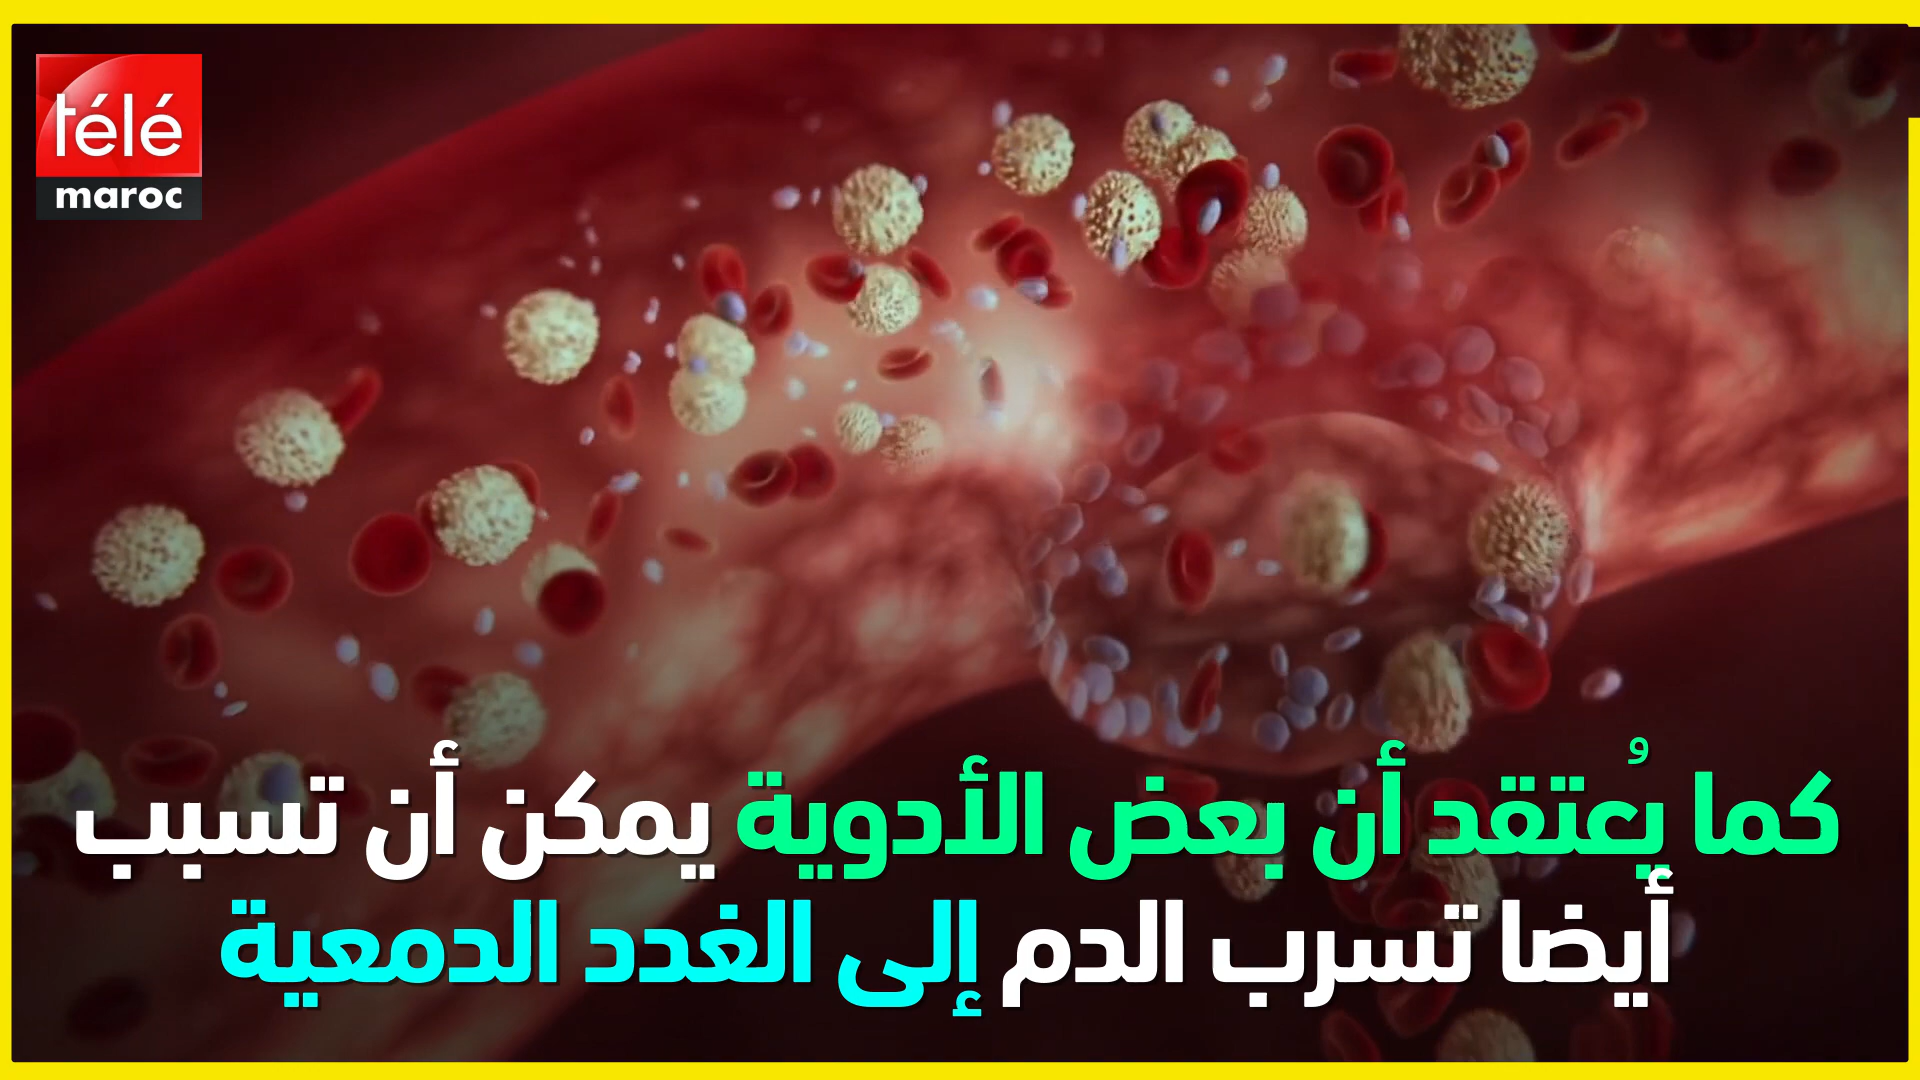 télé
maroc
كما يُعتقد أن بعض الأدوية يمكن أن تسبب
أيضا تسرب الدم إلى الغدد الدمعية